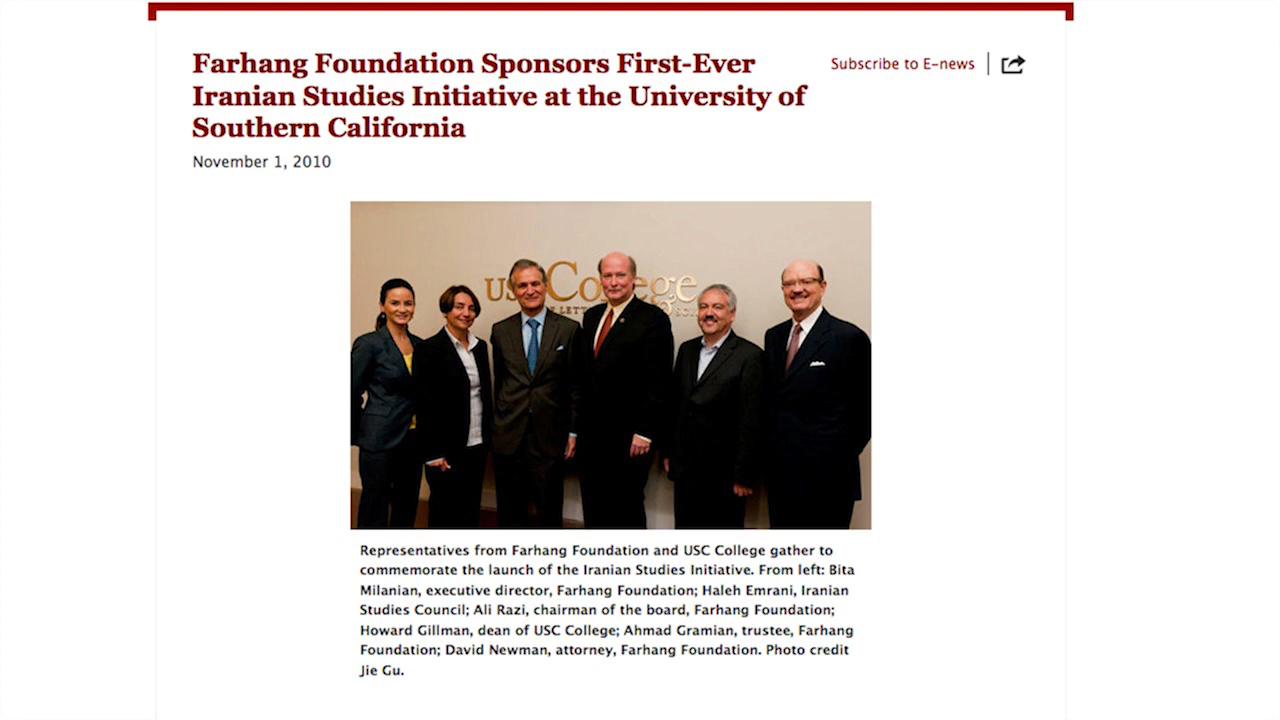 Farhang Foundation Sponsors First-Ever
Iranian Studies Initiative at the University of
Southern California
Subscribe to E-news
November 1, 2010
USC College
LETT
Representatives from Farhang Foundation and USC College gather to
commemorate the launch of the Iranian Studies Initiative. From left: Bita
Milanian, executive director, Farhang Foundation; Haleh Emrani, Iranian
Studies Council; Ali Razi, chairman of the board, Farhang Foundation;
Howard Gillman, dean of USC College; Ahmad Gramian, trustee, Farhang
Foundation; David Newman, attorney, Farhang Foundation. Photo credit
Jie Gu.